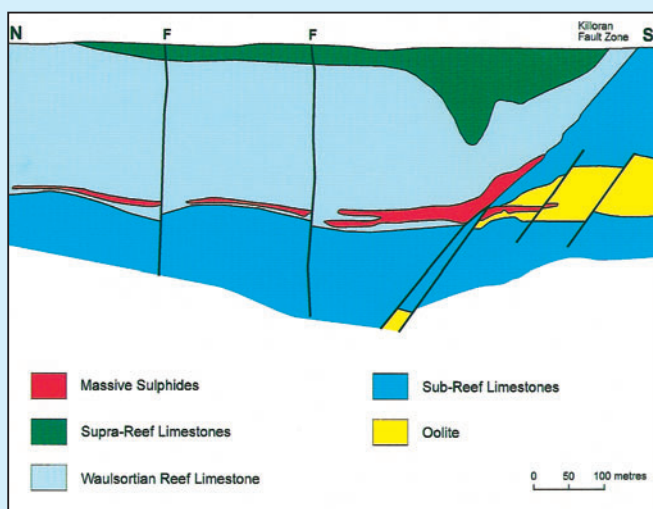 Killoran
Fault Zone
N F F S
Massive Sulphides
Supra-Reef Limestones
Waulsortian Reef Limestone
Sub-Reef Limestones
Oolite
0 50 100 metres